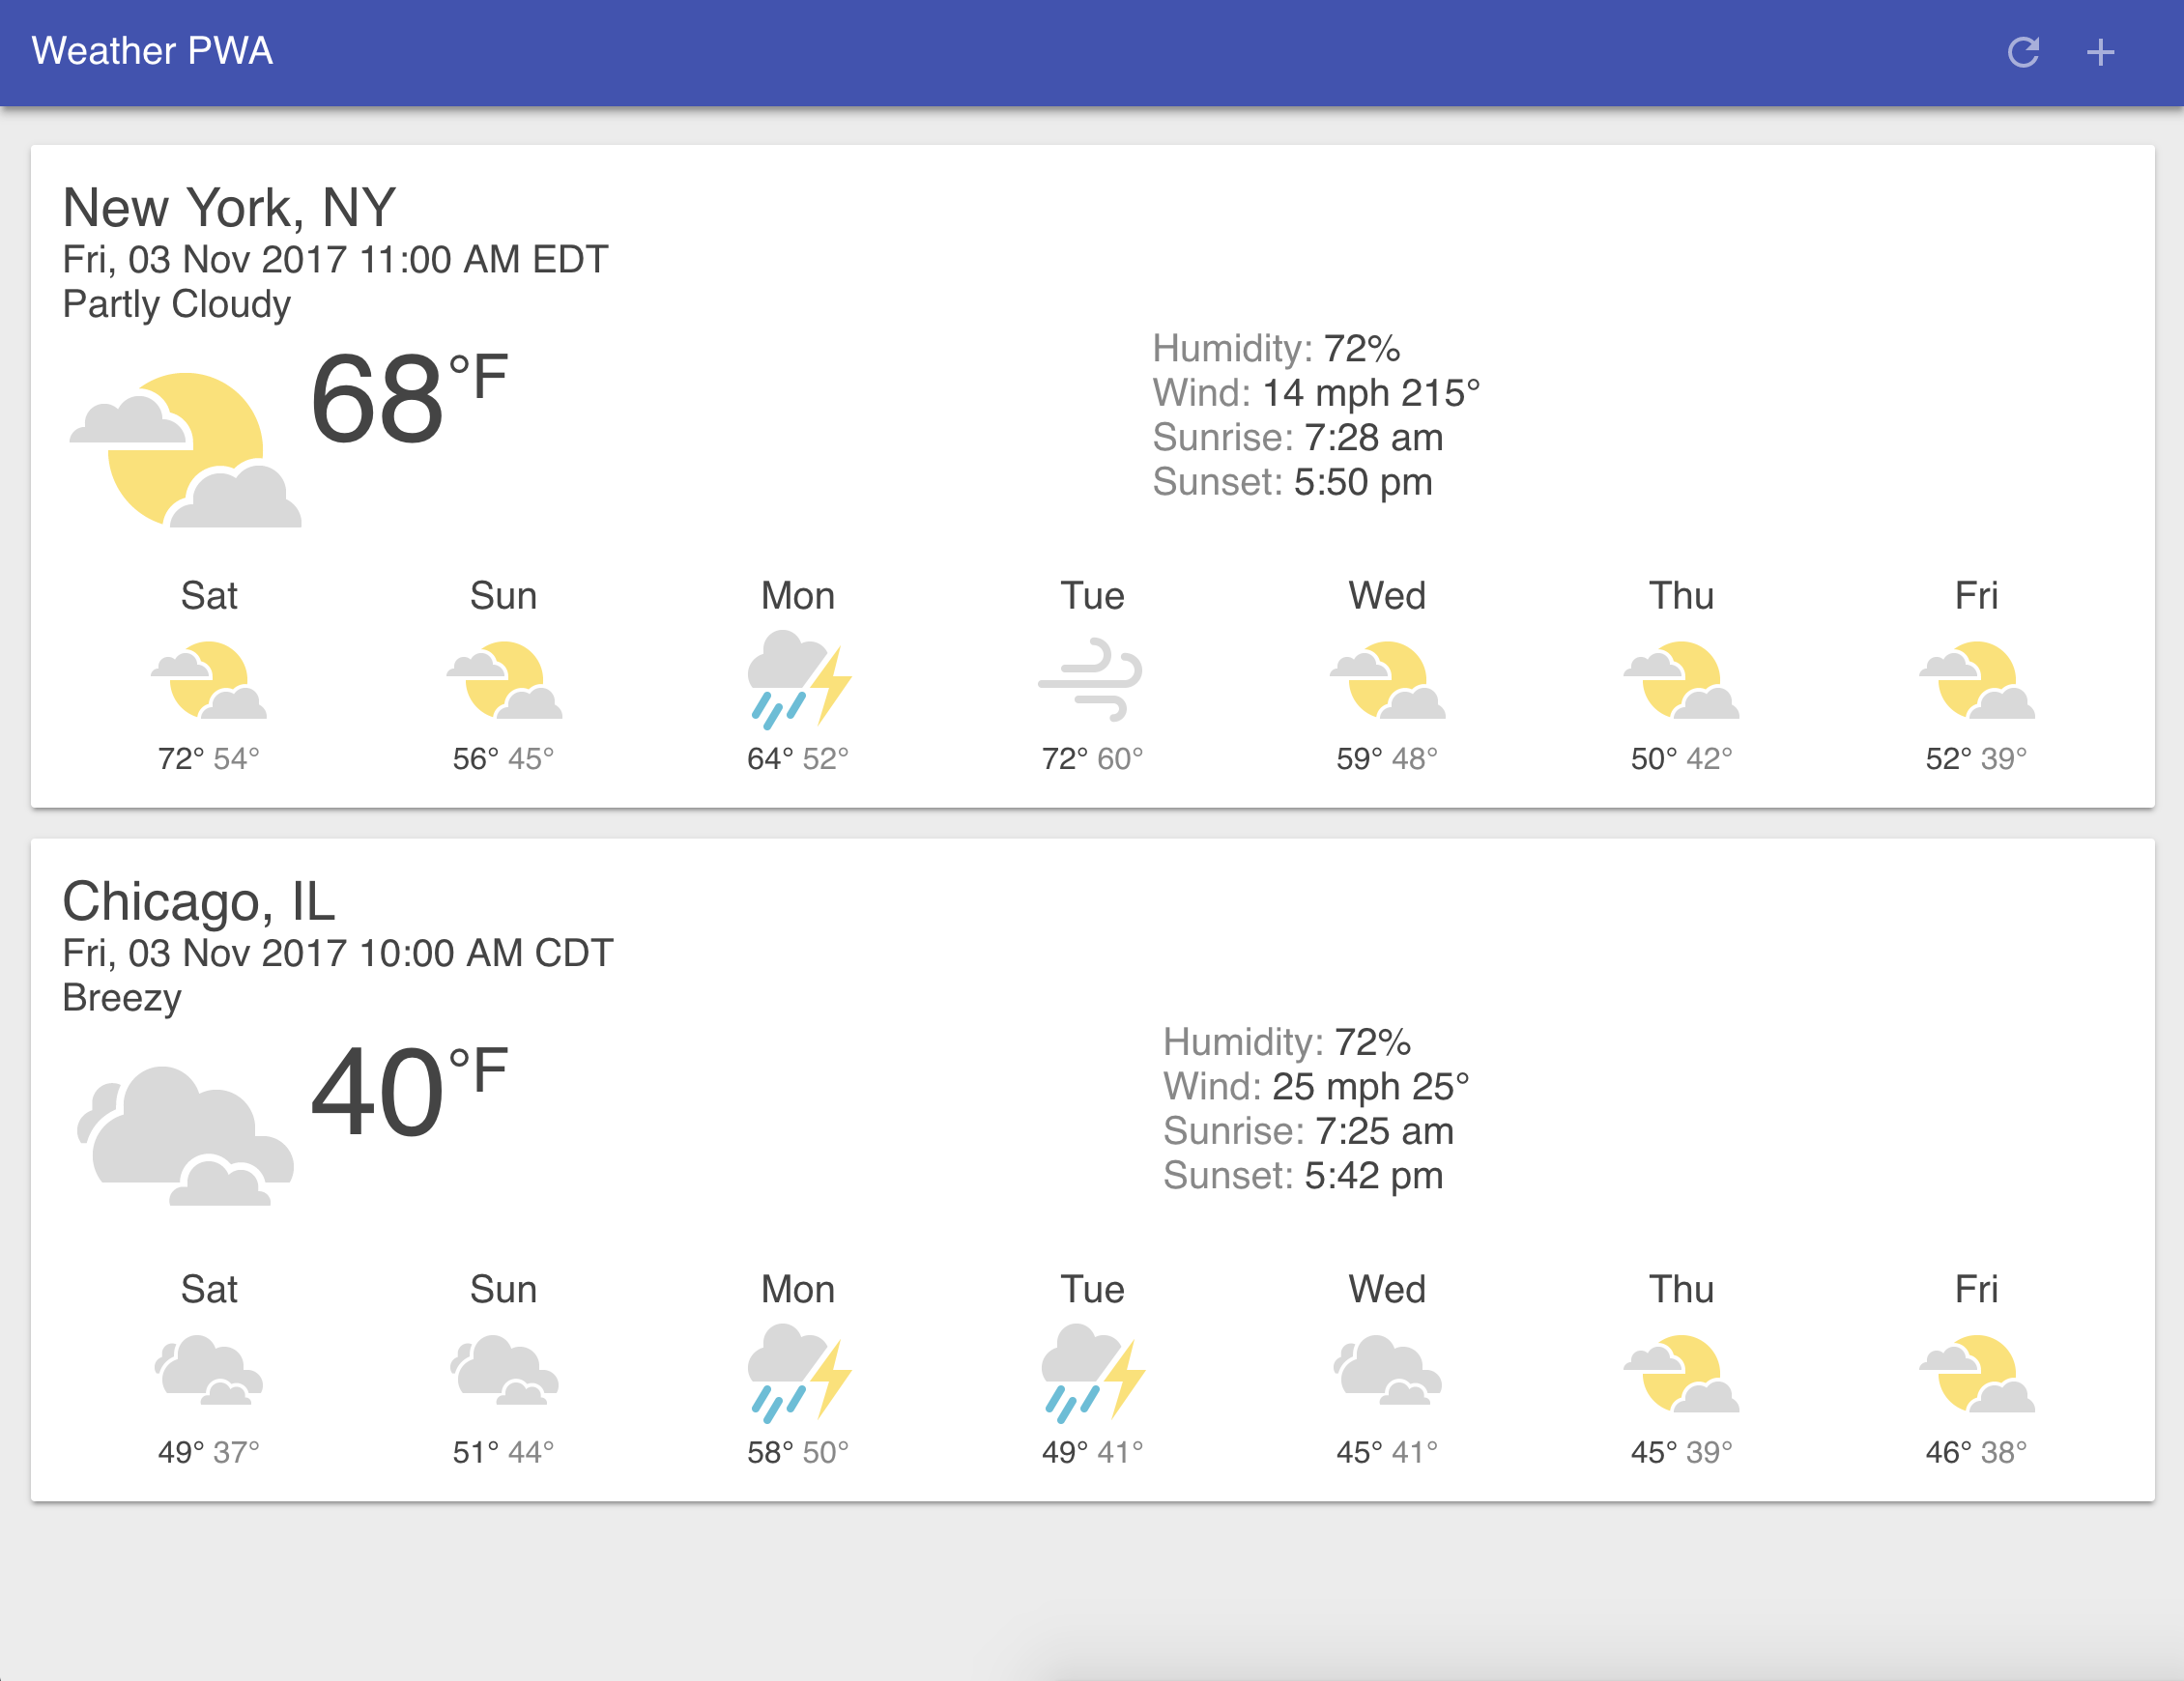 Weather PWA
New York, NY
Fri, 03 Nov 2017 11:00 AM EDT
Partly Cloudy
68°F
Humidity: 72%
Wind: 14 mph 215°
Sunrise: 7:28 am
Sunset: 5:50 pm
Sat Sun Mon Tue Wed Thu Fri
72° 54° 56° 45° 64° 52° 72° 60° 59° 48° 50° 42° 52° 39°
Chicago, IL
Fri, 03 Nov 2017 10:00 AM CDT
Breezy
40°F
Humidity: 72%
Wind: 25 mph 25°
Sunrise: 7:25 am
Sunset: 5:42 pm
Sat Sun Mon Tue Wed Thu Fri
49° 37° 51° 44° 58° 50° 49° 41° 45° 41° 45° 39° 46° 38°